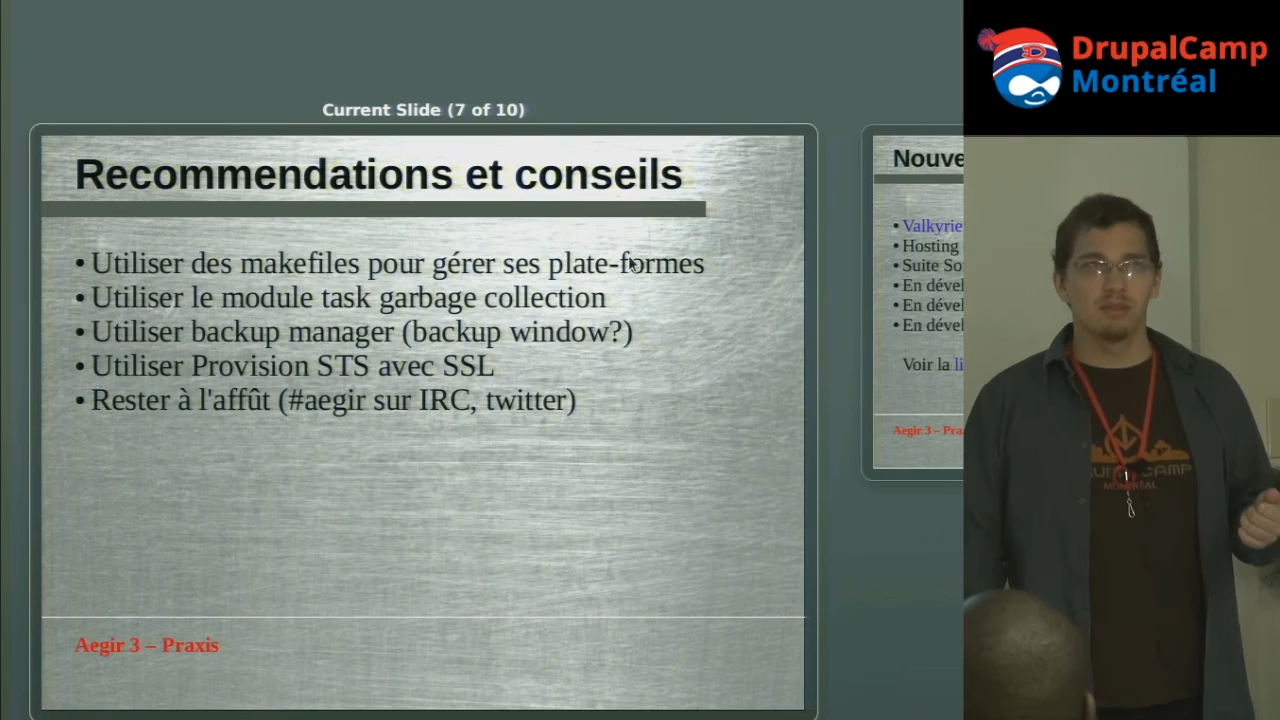 Current Slide (7 of 10)
Recommendations et conseils
• Utiliser des makefiles pour gérer ses plate-formes
• Utiliser le module task garbage collection
• Utiliser backup manager (backup window?)
• Utiliser Provision STS avec SSL
• Rester à l'affût (#aegir sur IRC, twitter)
Aegir 3 – Praxis
Nouve
• Valkyrie
• Hosting
• Suite So
• En dével
• En dével
• En dével
Voir la li
Aegir 3 – Pra
DrupalCamp
Montréal
CAMP
MONTRÉAL